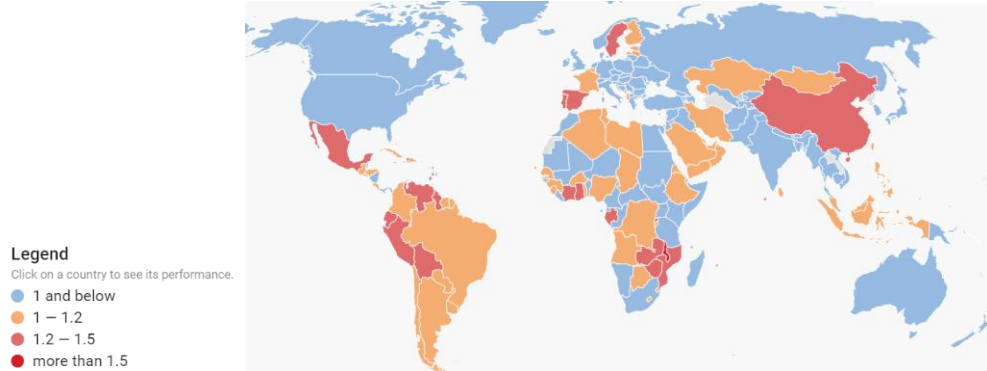 Legend
Click on a country to see its performance.
1 and below
1 – 1.2
1.2 – 1.5
more than 1.5